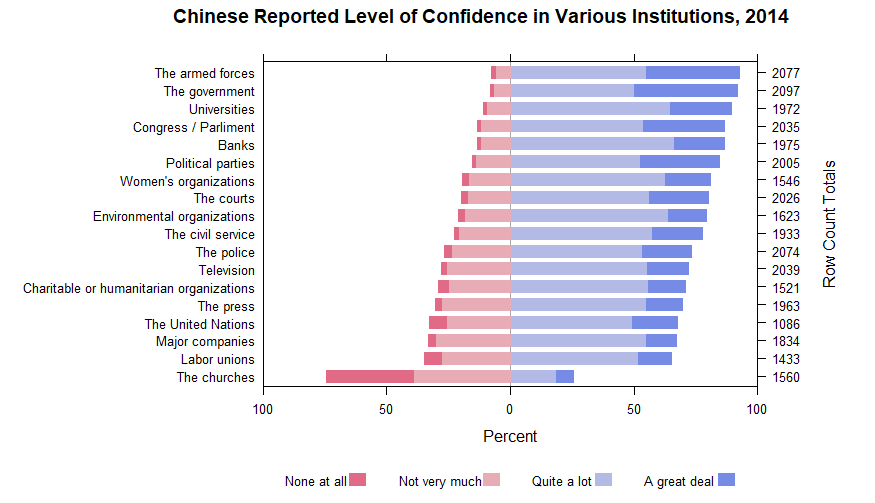 Chinese Reported Level of Confidence in Various Institutions, 2014
The armed forces 2077
The government 2097
Universities 1972
Congress / Parliment 2035
Banks 1975
Political parties 2005
Women's organizations 1546
The courts 2026
Environmental organizations 1623
The civil service 1933
The police 2074
Television 2039
Charitable or humanitarian organizations 1521
The press 1963
The United Nations 1086
Major companies 1834
Labor unions 1433
The churches 1560
Row Count Totals
100 50 0 50 100
Percent
None at all Not very much Quite a lot A great deal